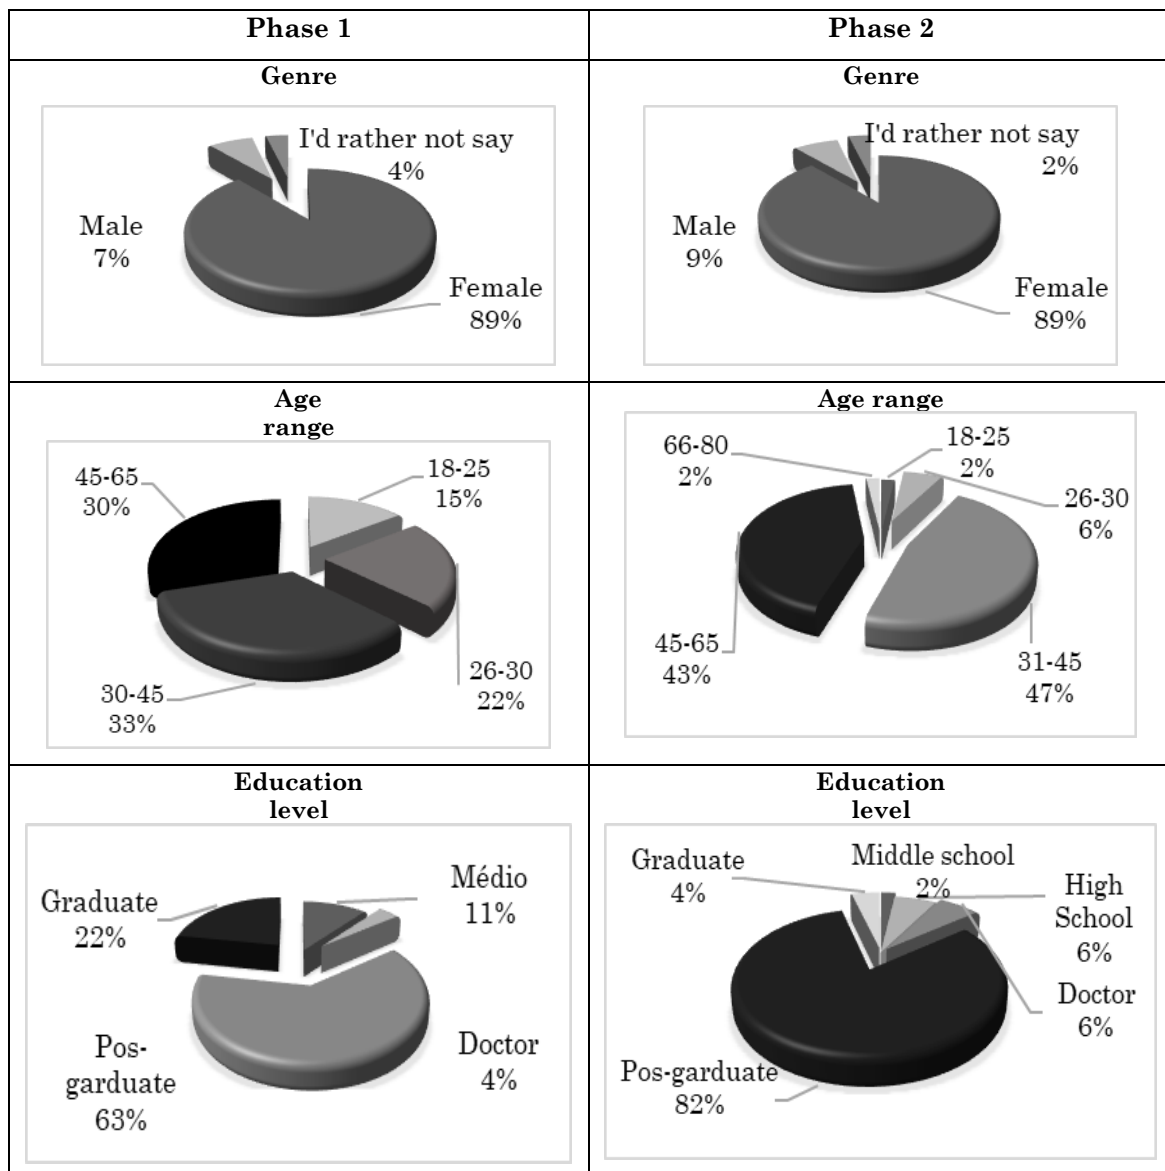 Phase 1
Phase 2
Genre
I'd rather not say
4%
Male
7%
Female
89%
Genre
I'd rather not say
2%
Male
9%
Female
89%
Age
range
45-65
30%
18-25
15%
26-30
22%
30-45
33%
Age range
66-80
2%
18-25
2%
26-30
6%
45-65
43%
31-45
47%
Education
level
Graduate
22%
Médio
11%
Pos-
garduate
63%
Doctor
4%
Education
level
Graduate
4%
Middle school
2%
High
School
6%
Doctor
6%
Pos-garduate
82%